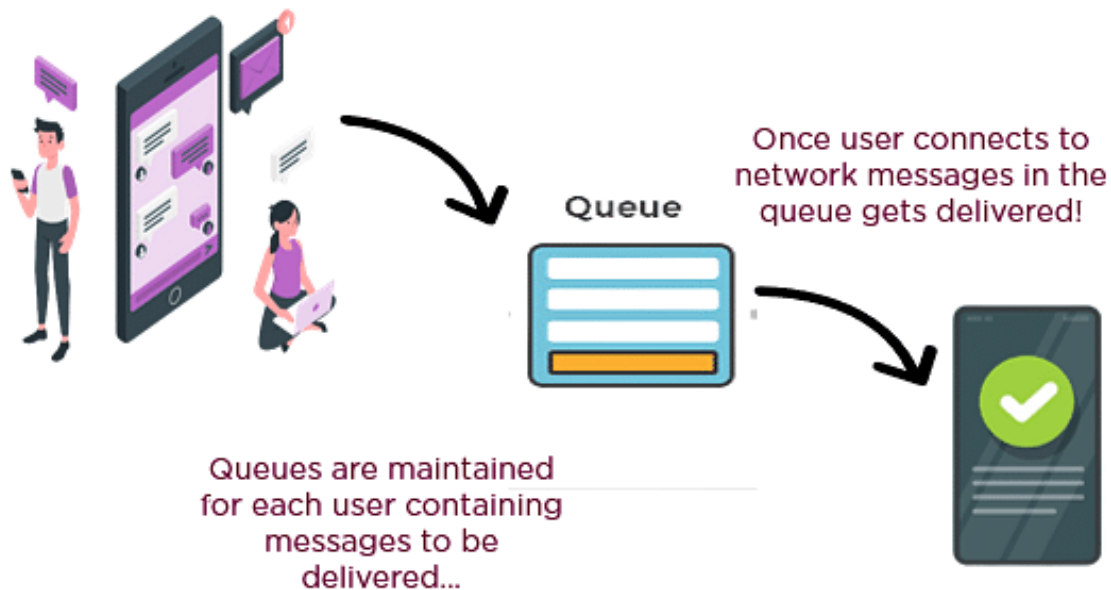 Once user connects to
network messages in the
queue gets delivered!
Queue
Queues are maintained
for each user containing
messages to be
delivered...